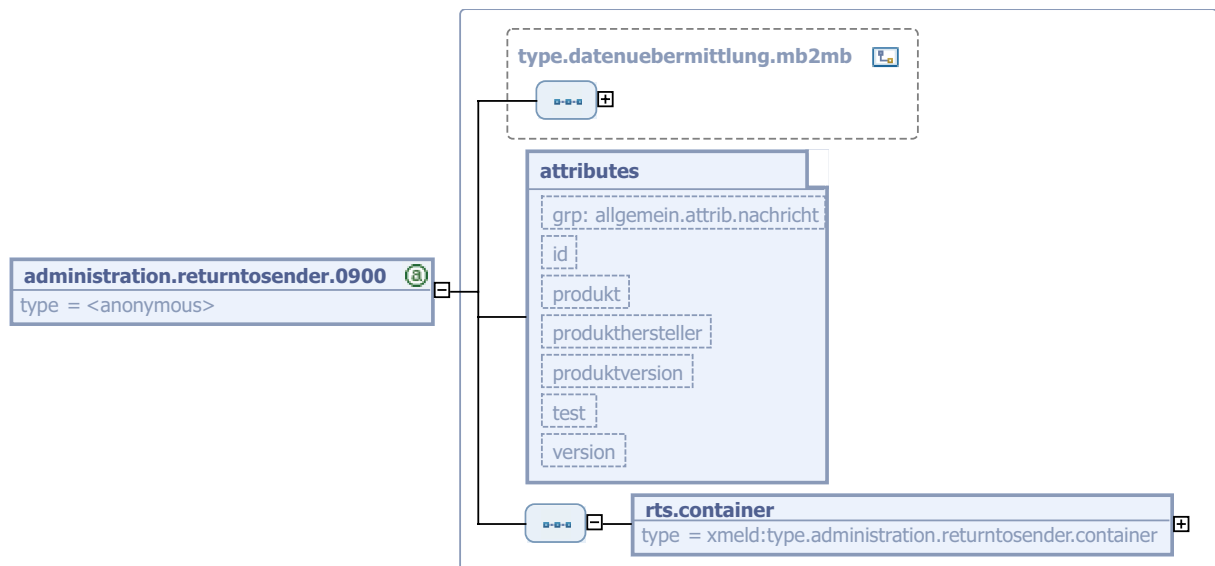 type.datenuebermittlung.mb2mb
attributes
grp: allgemein.attrib.nachricht
id
administration.returntosender.0900
type = <anonymous>
produkt
produkthersteller
produktversion
test
version
rts.container
type = xmeld:type.administration.returntosender.container